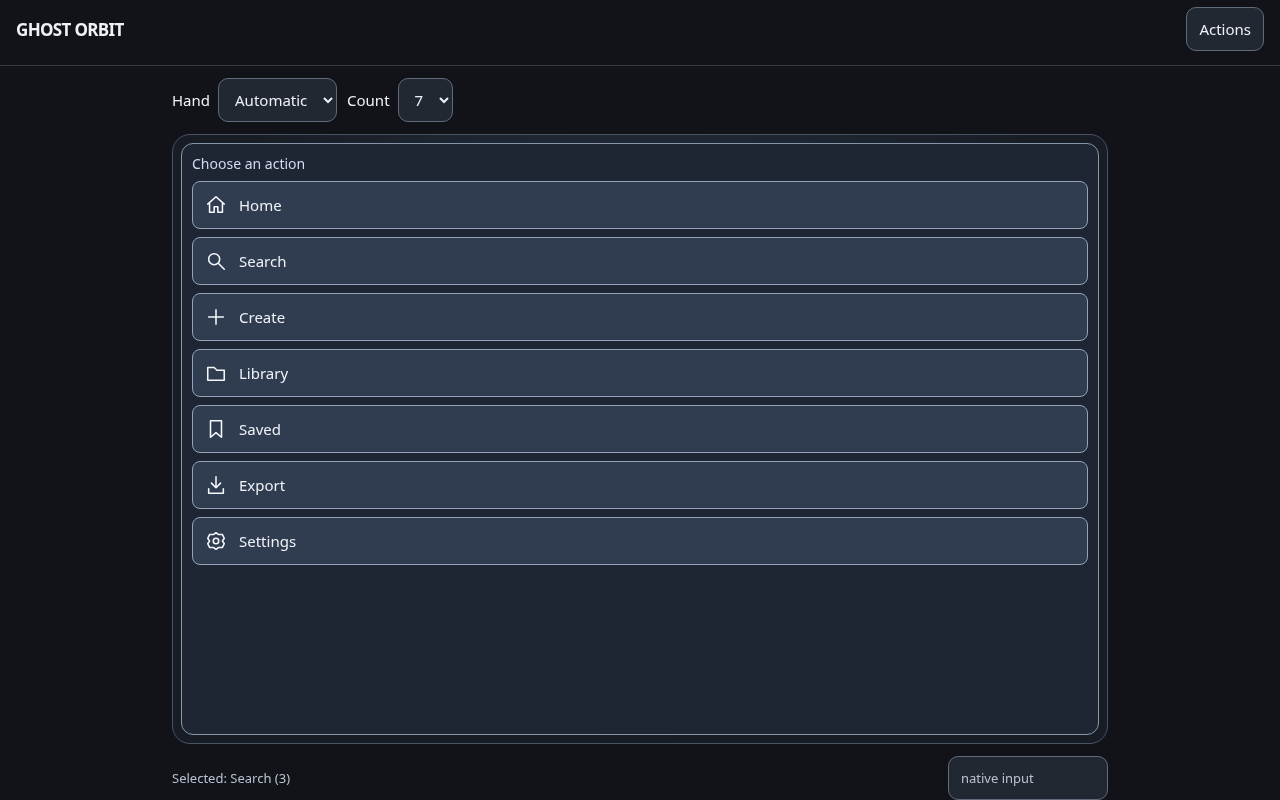 GHOST ORBIT
Actions
Hand Automatic Count 7
Choose an action
Home
Search
Create
Library
Saved
Export
Settings
Selected: Search (3)
native input